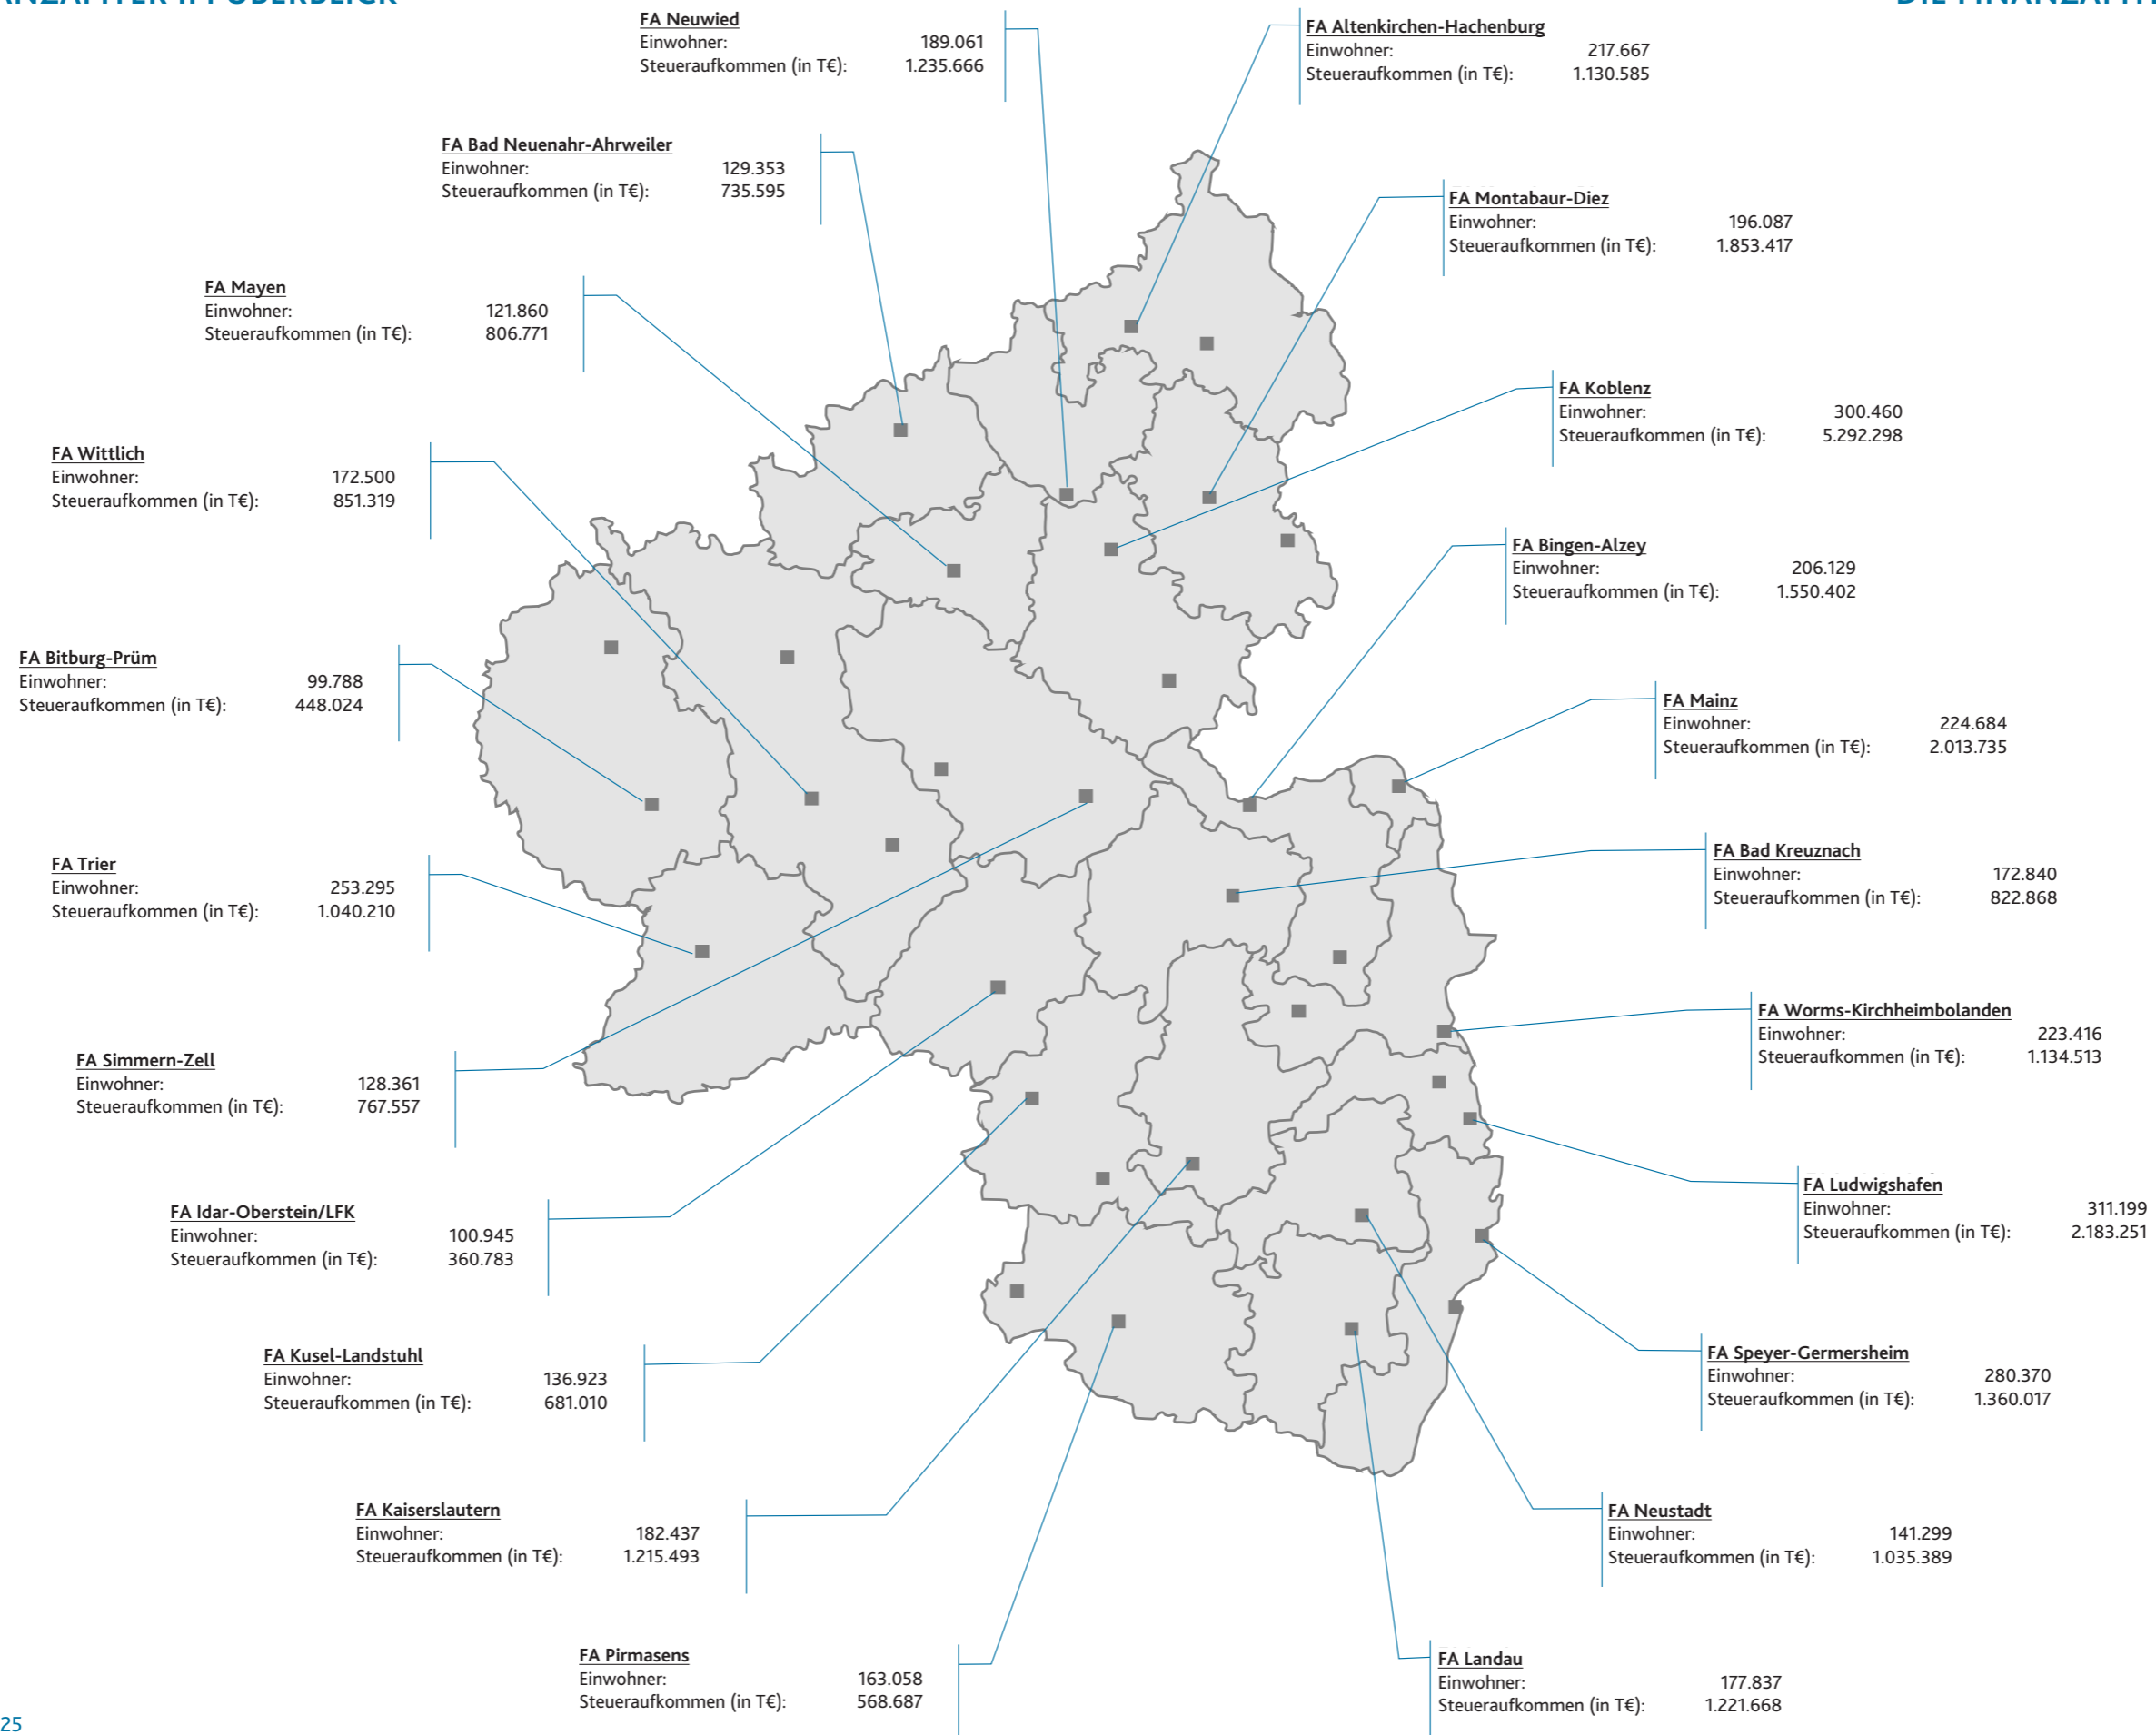 FA Neuwied
Einwohner: 189.061
Steueraufkommen (in T€): 1.235.666
FA Altenkirchen-Hachenburg
Einwohner: 217.667
Steueraufkommen (in T€): 1.130.585
FA Bad Neuenahr-Ahrweiler
Einwohner: 129.353
Steueraufkommen (in T€): 735.595
FA Montabaur-Diez
Einwohner: 196.087
Steueraufkommen (in T€): 1.853.417
FA Mayen
Einwohner: 121.860
Steueraufkommen (in T€): 806.771
FA Koblenz
Einwohner: 300.460
Steueraufkommen (in T€): 5.292.298
FA Wittlich
Einwohner: 172.500
Steueraufkommen (in T€): 851.319
FA Bingen-Alzey
Einwohner: 206.129
Steueraufkommen (in T€): 1.550.402
FA Bitburg-Prüm
Einwohner: 99.788
Steueraufkommen (in T€): 448.024
FA Mainz
Einwohner: 224.684
Steueraufkommen (in T€): 2.013.735
FA Trier
Einwohner: 253.295
Steueraufkommen (in T€): 1.040.210
FA Bad Kreuznach
Einwohner: 172.840
Steueraufkommen (in T€): 822.868
FA Worms-Kirchheimbolanden
Einwohner: 223.416
Steueraufkommen (in T€): 1.134.513
FA Simmern-Zell
Einwohner: 128.361
Steueraufkommen (in T€): 767.557
FA Ludwigshafen
Einwohner: 311.199
Steueraufkommen (in T€): 2.183.251
FA Idar-Oberstein/LFK
Einwohner: 100.945
Steueraufkommen (in T€): 360.783
FA Speyer-Germersheim
Einwohner: 280.370
Steueraufkommen (in T€): 1.360.017
FA Kusel-Landstuhl
Einwohner: 136.923
Steueraufkommen (in T€): 681.010
FA Kaiserslautern
Einwohner: 182.437
Steueraufkommen (in T€): 1.215.493
FA Neustadt
Einwohner: 141.299
Steueraufkommen (in T€): 1.035.389
FA Pirmasens
Einwohner: 163.058
Steueraufkommen (in T€): 568.687
FA Landau
Einwohner: 177.837
Steueraufkommen (in T€): 1.221.668
25